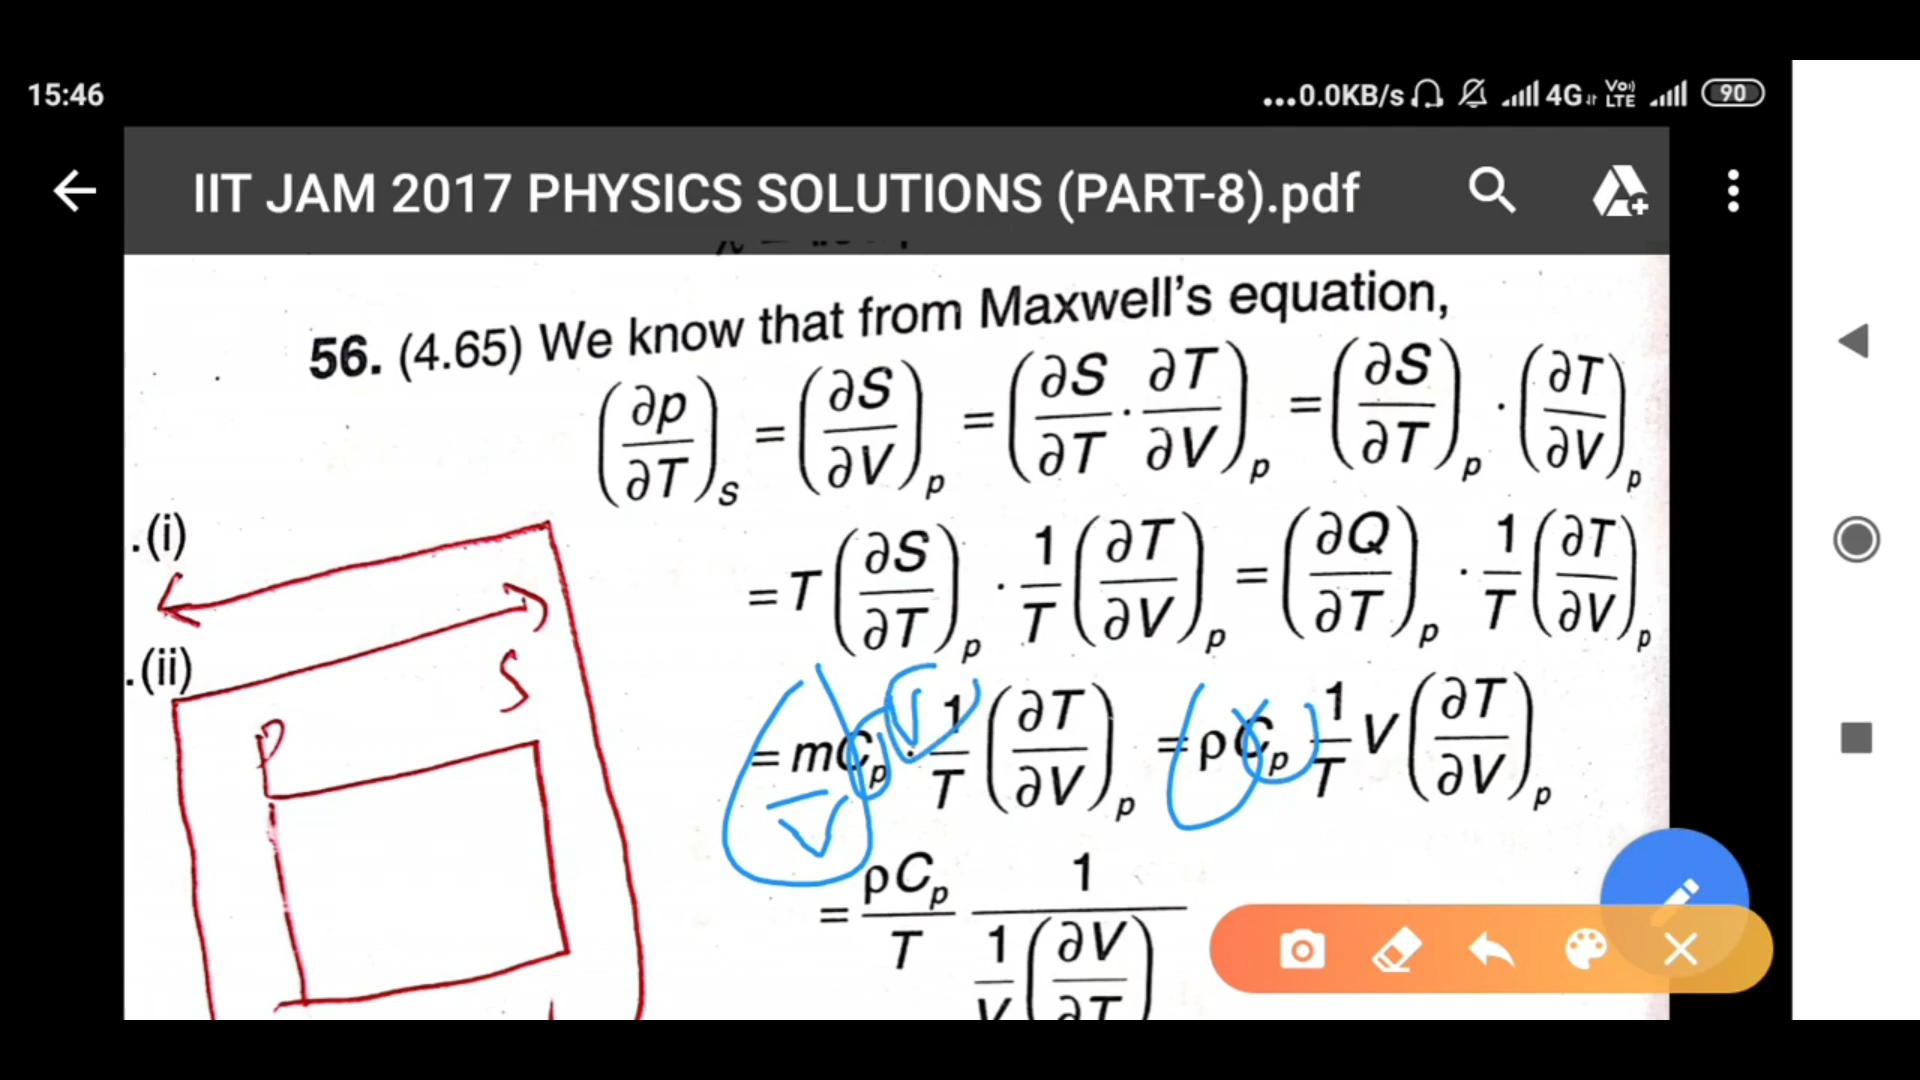 15:46
...0.0KB/s 4G Vo) LTE 90
IIT JAM 2017 PHYSICS SOLUTIONS (PART-8).pdf
56. (4.65) We know that from Maxwell's equation,
(∂p/∂T)_S = (∂S/∂V)_p = (∂S/∂T · ∂T/∂V)_p = (∂S/∂T)_p · (∂T/∂V)_p
.(i)
= T (∂S/∂T)_p · 1/T (∂T/∂V)_p = (∂Q/∂T)_p · 1/T (∂T/∂V)_p
.(ii)
S
P
= mC_p · 1/T (∂T/∂V)_p = ρC_p 1/T V (∂T/∂V)_p
V
V
= ρC_p/T 1/(1/V (∂V/∂T))